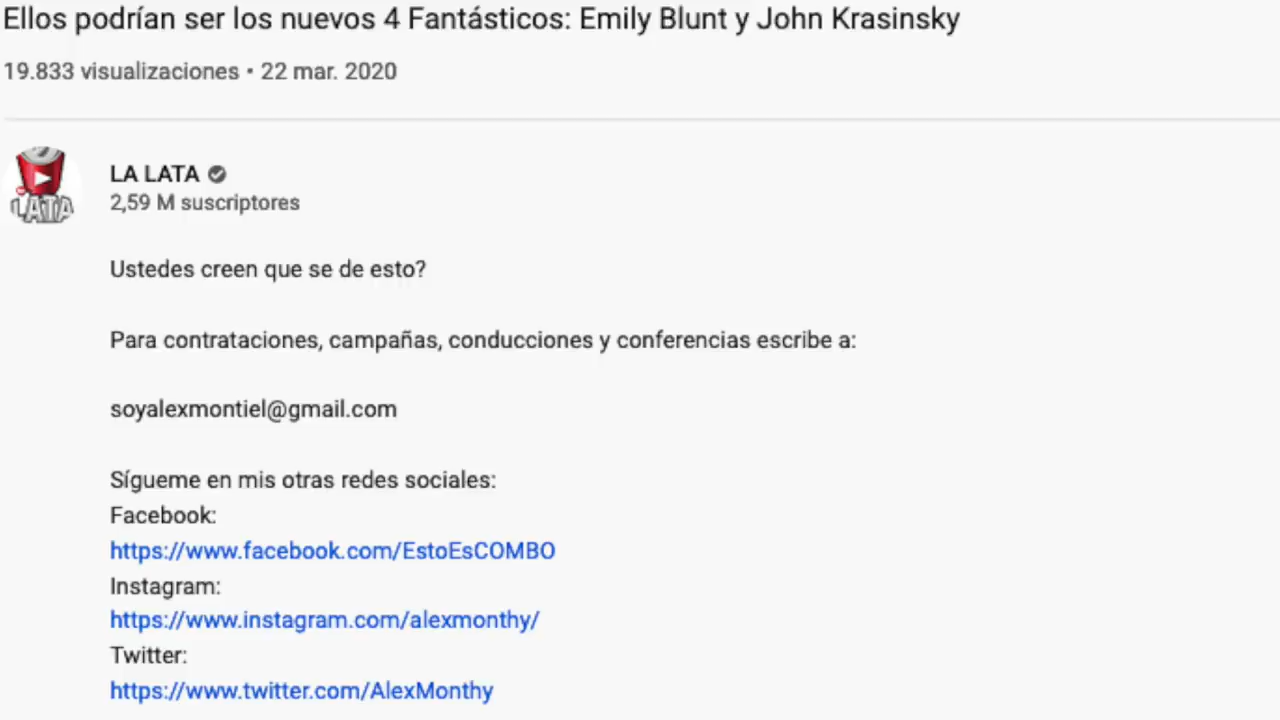 Ellos podrían ser los nuevos 4 Fantásticos: Emily Blunt y John Krasinsky
19.833 visualizaciones • 22 mar. 2020
LATA
LA LATA
2,59 M suscriptores
Ustedes creen que se de esto?
Para contrataciones, campañas, conducciones y conferencias escribe a:
soyalexmontiel@gmail.com
Sígueme en mis otras redes sociales:
Facebook:
https://www.facebook.com/EstoEsCOMBO
Instagram:
https://www.instagram.com/alexmonthy/
Twitter:
https://www.twitter.com/AlexMonthy